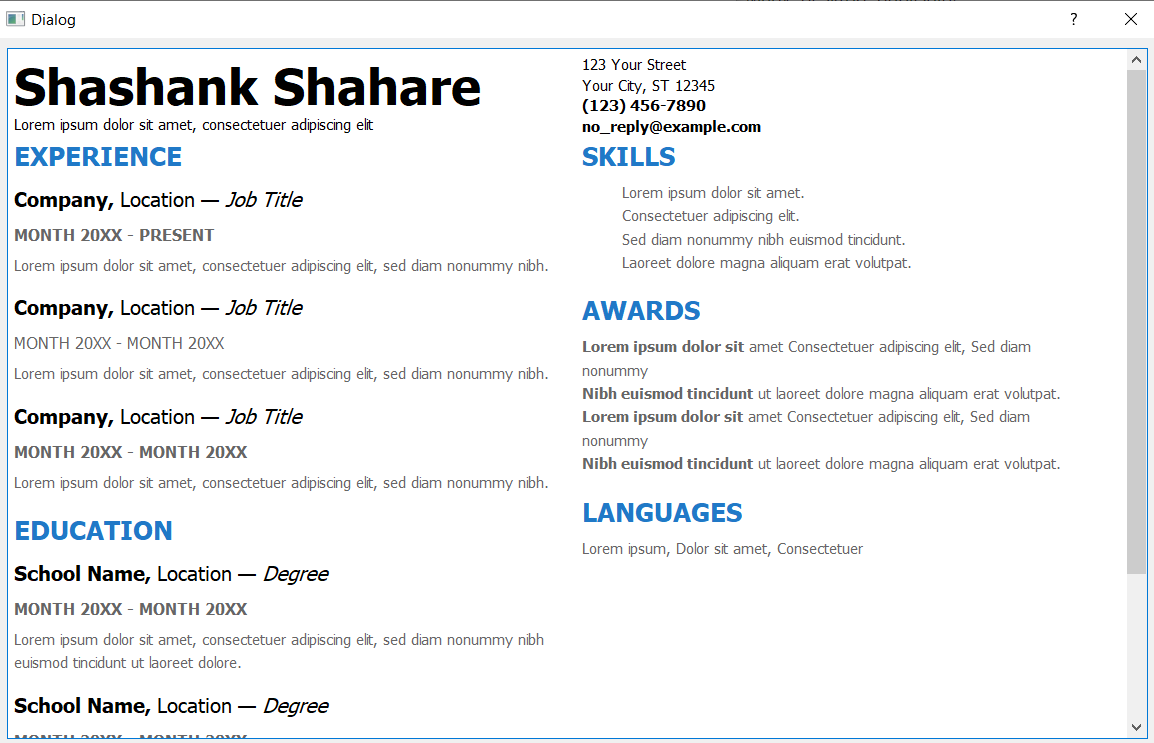 Dialog
?
Shashank Shahare
Lorem ipsum dolor sit amet, consectetuer adipiscing elit
123 Your Street
Your City, ST 12345
(123) 456-7890
no_reply@example.com
EXPERIENCE
Company, Location — Job Title
MONTH 20XX - PRESENT
Lorem ipsum dolor sit amet, consectetuer adipiscing elit, sed diam nonummy nibh.
Company, Location — Job Title
MONTH 20XX - MONTH 20XX
Lorem ipsum dolor sit amet, consectetuer adipiscing elit, sed diam nonummy nibh.
Company, Location — Job Title
MONTH 20XX - MONTH 20XX
Lorem ipsum dolor sit amet, consectetuer adipiscing elit, sed diam nonummy nibh.
EDUCATION
School Name, Location — Degree
MONTH 20XX - MONTH 20XX
Lorem ipsum dolor sit amet, consectetuer adipiscing elit, sed diam nonummy nibh
euismod tincidunt ut laoreet dolore.
School Name, Location — Degree
MONTH 20XX - MONTH 20XX
SKILLS
Lorem ipsum dolor sit amet.
Consectetuer adipiscing elit.
Sed diam nonummy nibh euismod tincidunt.
Laoreet dolore magna aliquam erat volutpat.
AWARDS
Lorem ipsum dolor sit amet Consectetuer adipiscing elit, Sed diam
nonummy
Nibh euismod tincidunt ut laoreet dolore magna aliquam erat volutpat.
Lorem ipsum dolor sit amet Consectetuer adipiscing elit, Sed diam
nonummy
Nibh euismod tincidunt ut laoreet dolore magna aliquam erat volutpat.
LANGUAGES
Lorem ipsum, Dolor sit amet, Consectetuer